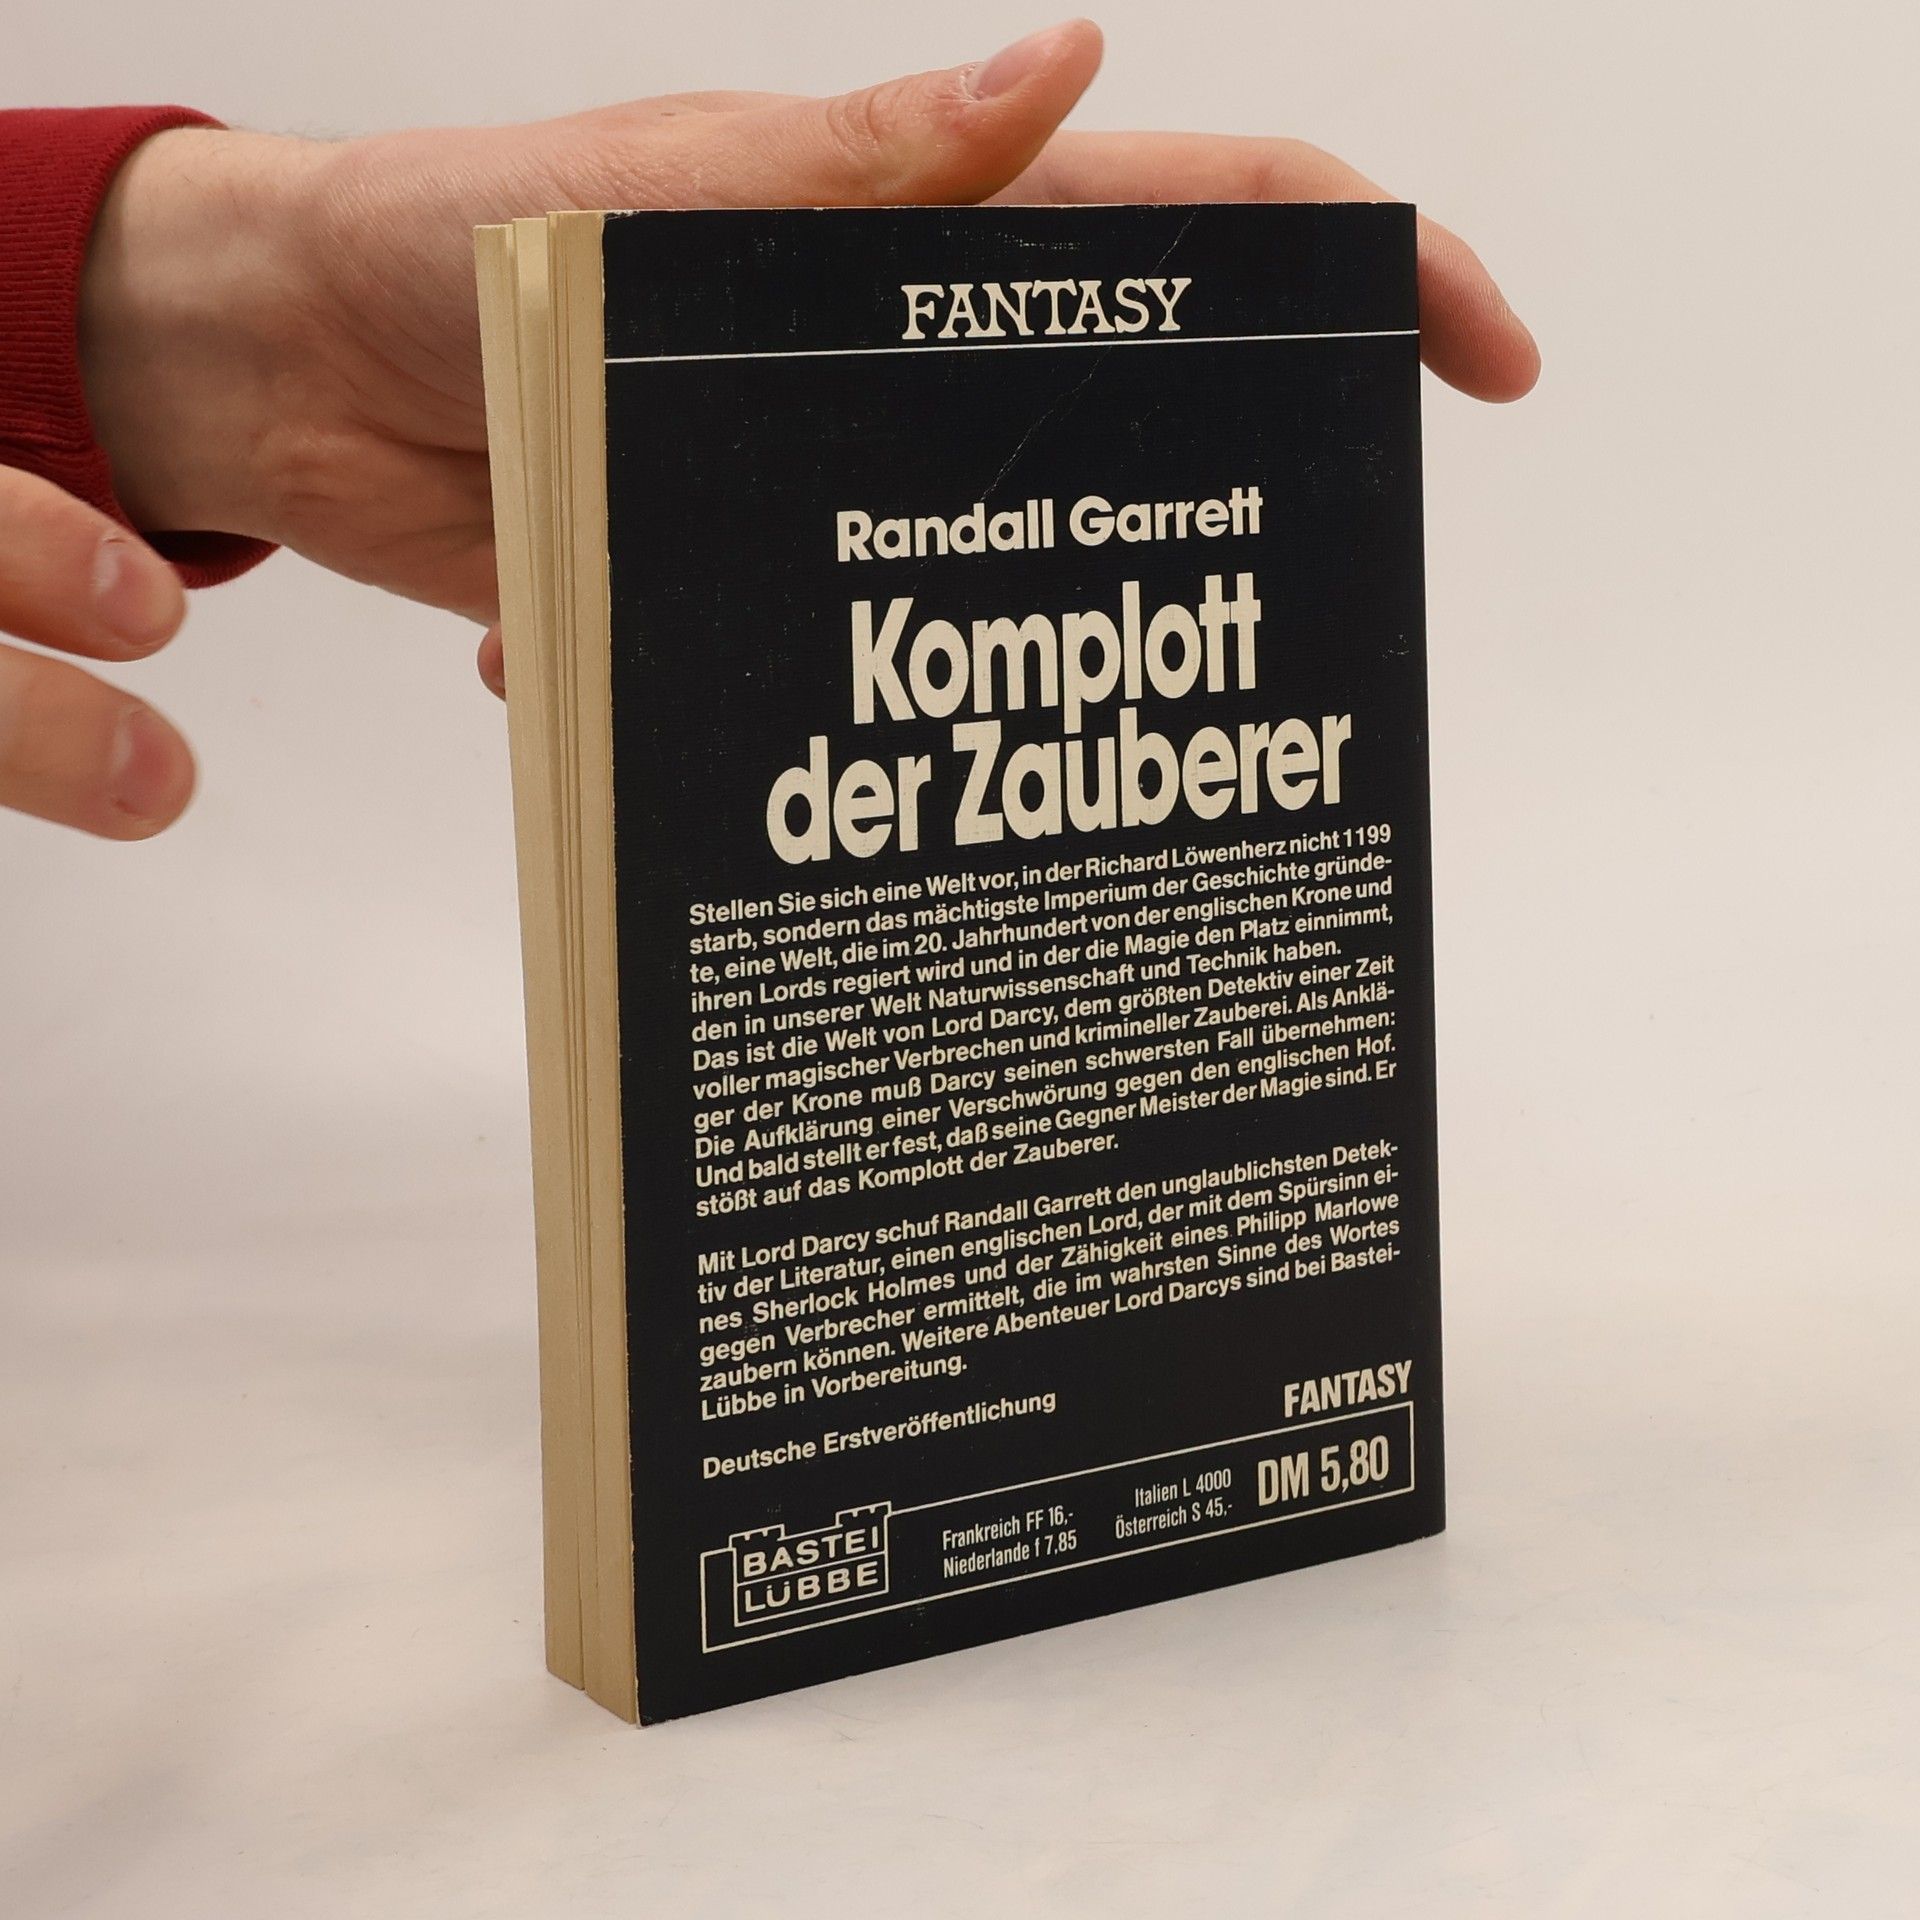 FANTASY
Randall Garrett
Komplott
der Zauberer
Stellen Sie sich eine Welt vor, in der Richard Löwenherz nicht 1199
starb, sondern das mächtigste Imperium der Geschichte gründe-
te, eine Welt, die im 20. Jahrhundert von der englischen Krone und
ihren Lords regiert wird und in der die Magie den Platz einnimmt,
den in unserer Welt Naturwissenschaft und Technik haben.
Das ist die Welt von Lord Darcy, dem größten Detektiv einer Zeit
voller magischer Verbrechen und krimineller Zauberei. Als Anklä-
ger der Krone muß Darcy seinen schwersten Fall übernehmen:
Die Aufklärung einer Verschwörung gegen den englischen Hof.
Und bald stellt er fest, daß seine Gegner Meister der Magie sind. Er
stößt auf das Komplott der Zauberer.
Mit Lord Darcy schuf Randall Garrett den unglaublichsten Detek-
tiv der Literatur, einen englischen Lord, der mit dem Spürsinn ei-
nes Sherlock Holmes und der Zähigkeit eines Philipp Marlowe
gegen Verbrecher ermittelt, die im wahrsten Sinne des Wortes
zaubern können. Weitere Abenteuer Lord Darcys sind bei Bastei-
Lübbe in Vorbereitung.
Deutsche Erstveröffentlichung
FANTASY
BASTEI
LÜBBE
Frankreich FF 16,-
Niederlande f 7,85
Italien L 4000
Österreich S 45,-
DM 5,80